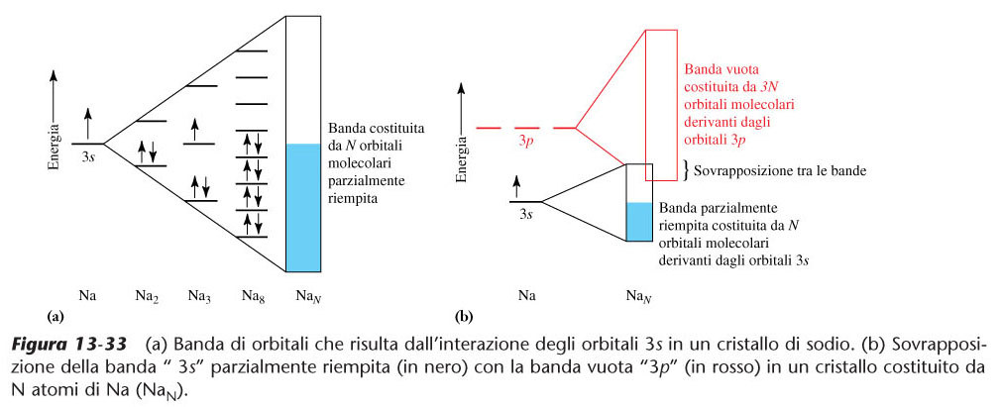 Energia
3s
Banda costituita
da N orbitali
molecolari
parzialmente
riempita
Na
Na2
Na3
Na8
NaN
(a)
Energia
3p
3s
Banda vuota
costituita da 3N
orbitali molecolari
derivanti dagli
orbitali 3p
} Sovrapposizione tra le bande
Banda parzialmente
riempita costituita da N
orbitali molecolari
derivanti dagli orbitali 3s
Na
NaN
(b)
Figura 13-33 (a) Banda di orbitali che risulta dall'interazione degli orbitali 3s in un cristallo di sodio. (b) Sovrapposi-
zione della banda " 3s" parzialmente riempita (in nero) con la banda vuota "3p" (in rosso) in un cristallo costituito da
N atomi di Na (NaN).